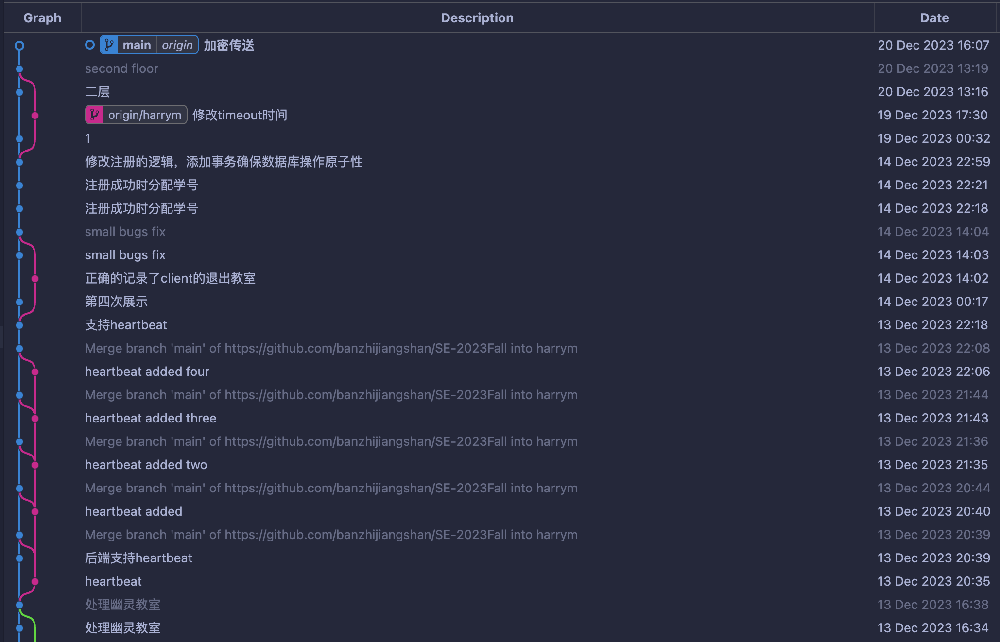 Graph Description Date
main origin 加密传送 20 Dec 2023 16:07
second floor 20 Dec 2023 13:19
二层 20 Dec 2023 13:16
origin/harrym 修改timeout时间 19 Dec 2023 17:30
1 19 Dec 2023 00:32
修改注册的逻辑，添加事务确保数据库操作原子性 14 Dec 2023 22:59
注册成功时分配学号 14 Dec 2023 22:21
注册成功时分配学号 14 Dec 2023 22:18
small bugs fix 14 Dec 2023 14:04
small bugs fix 14 Dec 2023 14:03
正确的记录了client的退出教室 14 Dec 2023 14:02
第四次展示 14 Dec 2023 00:17
支持heartbeat 13 Dec 2023 22:18
Merge branch 'main' of https://github.com/banzhijiangshan/SE-2023Fall into harrym 13 Dec 2023 22:08
heartbeat added four 13 Dec 2023 22:06
Merge branch 'main' of https://github.com/banzhijiangshan/SE-2023Fall into harrym 13 Dec 2023 21:44
heartbeat added three 13 Dec 2023 21:43
Merge branch 'main' of https://github.com/banzhijiangshan/SE-2023Fall into harrym 13 Dec 2023 21:36
heartbeat added two 13 Dec 2023 21:35
Merge branch 'main' of https://github.com/banzhijiangshan/SE-2023Fall into harrym 13 Dec 2023 20:44
heartbeat added 13 Dec 2023 20:40
Merge branch 'main' of https://github.com/banzhijiangshan/SE-2023Fall into harrym 13 Dec 2023 20:39
后端支持heartbeat 13 Dec 2023 20:39
heartbeat 13 Dec 2023 20:35
处理幽灵教室 13 Dec 2023 16:38
处理幽灵教室 13 Dec 2023 16:34